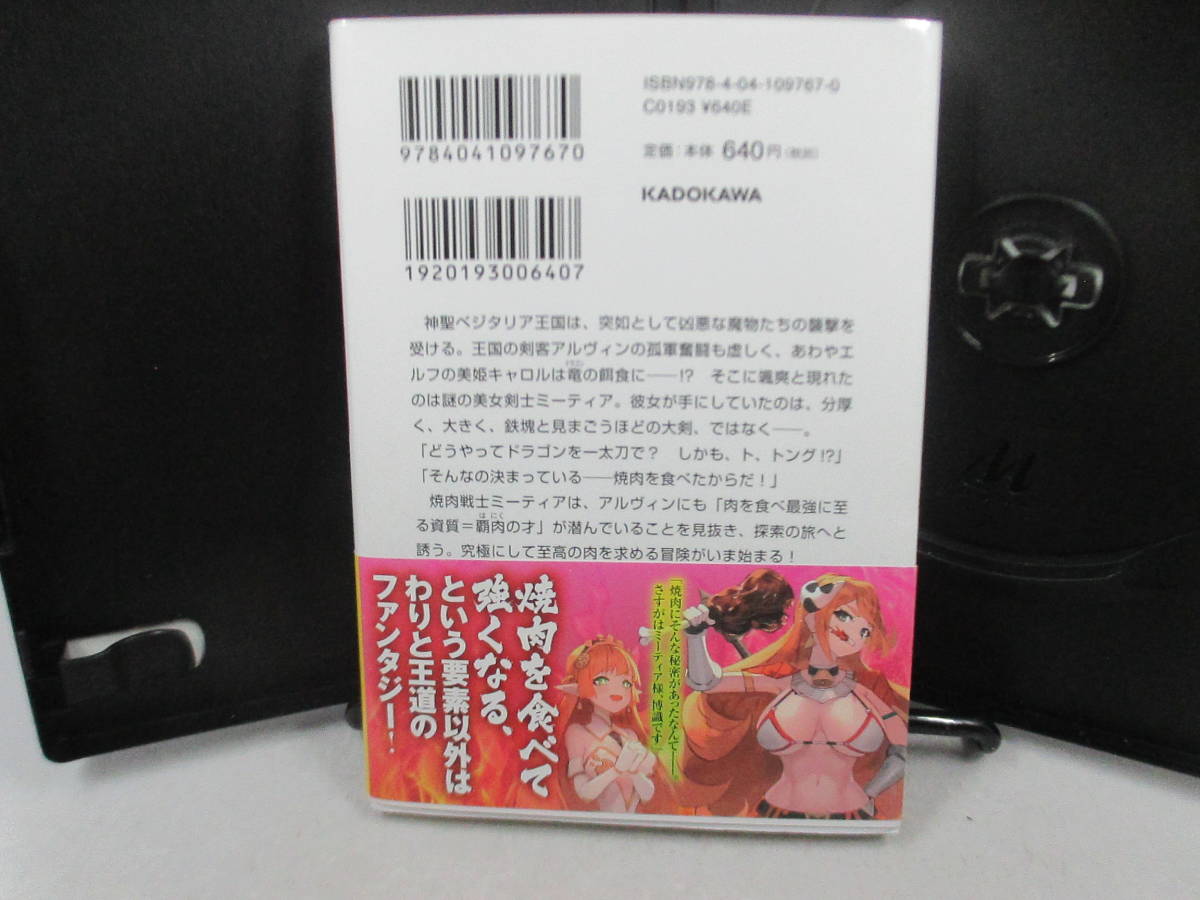 ISBN978-4-04-109767-0
C0193 ¥640E
9784041097670
定価：本体 640円（税別）
KADOKAWA
1920193006407
神聖ベジタリア王国は、突如として凶悪な魔物たちの襲撃を
受ける。王国の剣客アルヴィンの孤軍奮闘も虚しく、あわやエ
ルフの美姫キャロルは竜の餌食に――!?　そこに颯爽と現れた
のは謎の美女剣士ミーティア。彼女が手にしていたのは、分厚
く、大きく、鉄塊と見まごうほどの大剣、ではなく――。
「どうやってドラゴンを一太刀で？　しかも、ト、トング!?」
「そんなの決まっている――焼肉を食べたからだ！」
焼肉戦士ミーティアは、アルヴィンにも「肉を食べ最強に至
る資質＝覇肉の才」が潜んでいることを見抜き、探索の旅へと
誘う。究極にして至高の肉を求める冒険がいま始まる！
「焼肉にそんな秘密があったなんて――
さすがはミーティア様、博識です」
焼肉を食べて
強くなる、
という要素以外は
わりと王道の
ファンタジー！